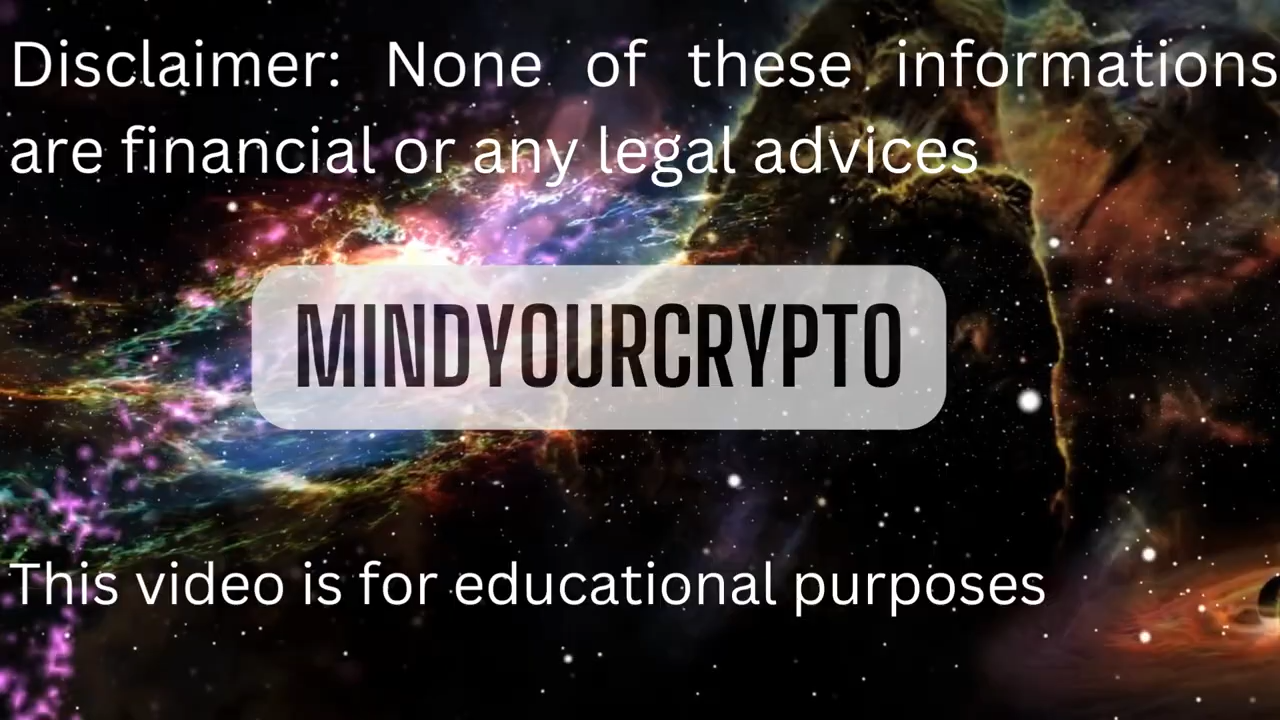 Disclaimer: None of these informations
are financial or any legal advices
MINDYOURCRYPTO
This video is for educational purposes